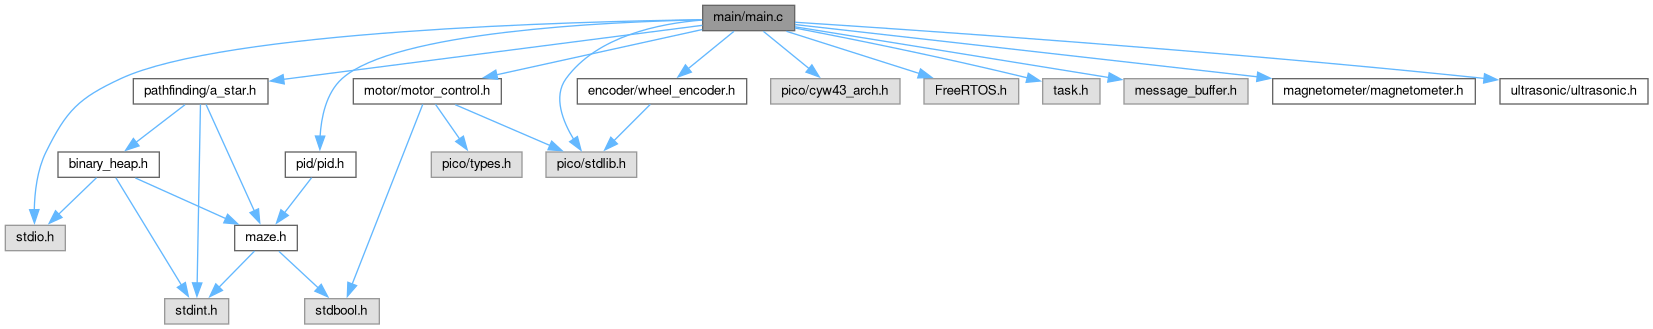 main/main.c
pathfinding/a_star.h
motor/motor_control.h
encoder/wheel_encoder.h
pico/cyw43_arch.h
FreeRTOS.h
task.h
message_buffer.h
magnetometer/magnetometer.h
ultrasonic/ultrasonic.h
binary_heap.h
pid/pid.h
pico/types.h
pico/stdlib.h
stdio.h
maze.h
stdint.h
stdbool.h